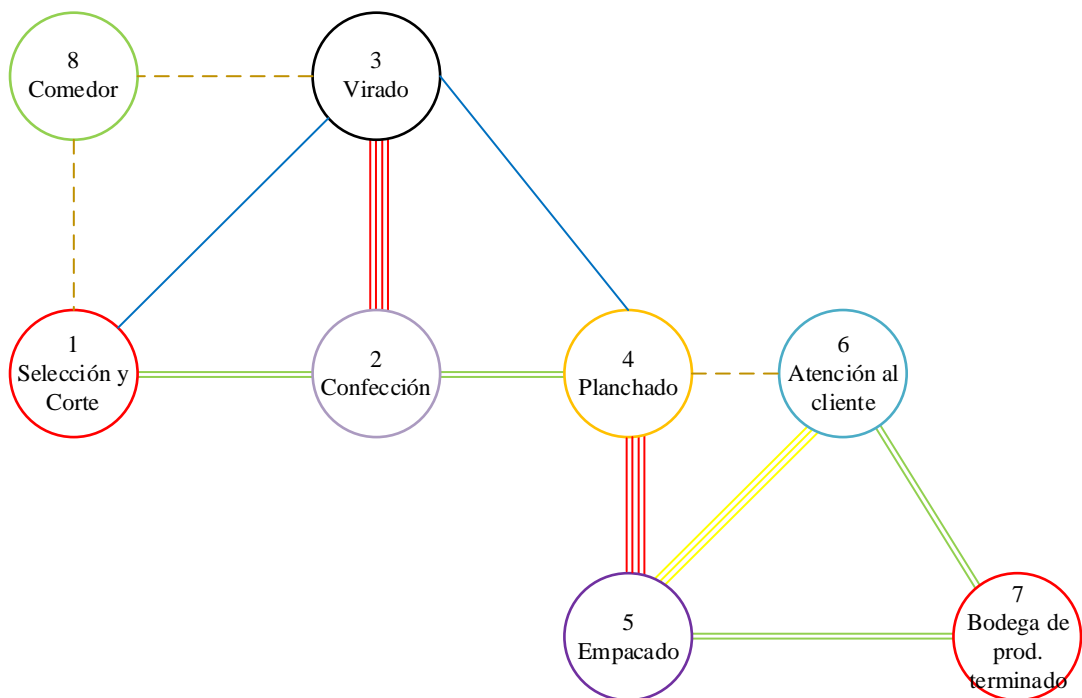 8
Comedor
3
Virado
1
Selección y
Corte
2
Confección
4
Planchado
6
Atención al
cliente
5
Empacado
7
Bodega de
prod.
terminado